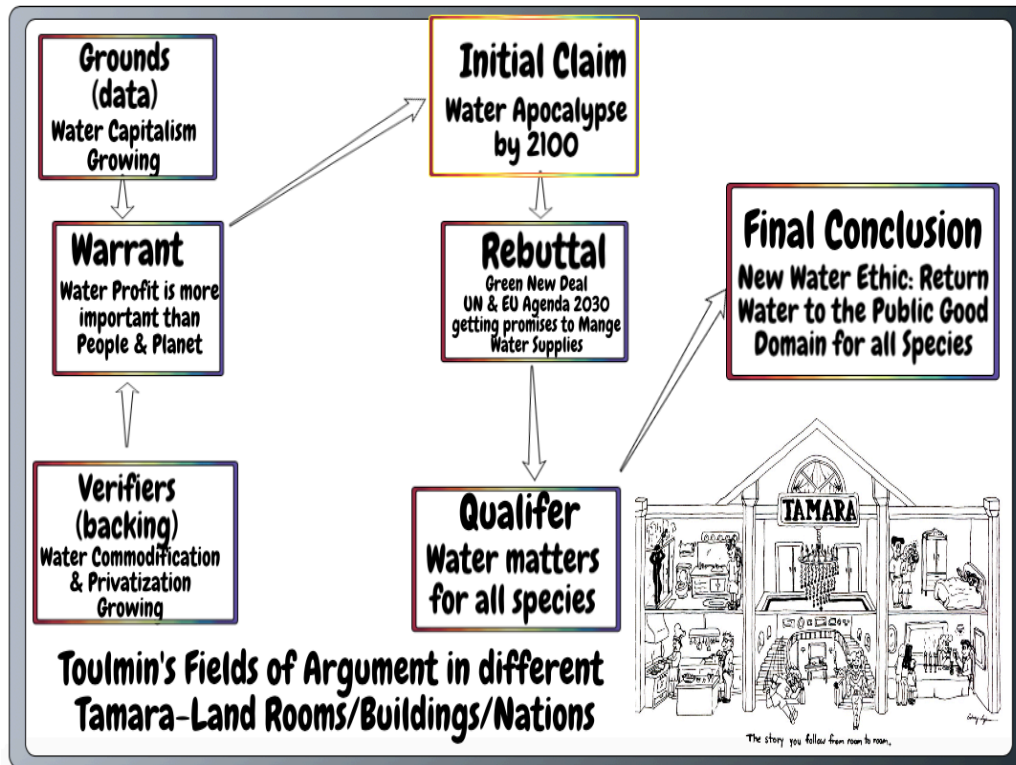 Grounds
(data)
Water Capitalism
Growing
Warrant
Water Profit is more
important than
People & Planet
Verifiers
(backing)
Water Commodification
& Privatization
Growing
Initial Claim
Water Apocalypse
by 2100
Rebuttal
Green New Deal
UN & EU Agenda 2030
getting promises to Mange
Water Supplies
Qualifer
Water matters
for all species
Final Conclusion
New Water Ethic: Return
Water to the Public Good
Domain for all Species
TAMARA
The story you follow from room to room.
Toulmin's Fields of Argument in different
Tamara-Land Rooms/Buildings/Nations